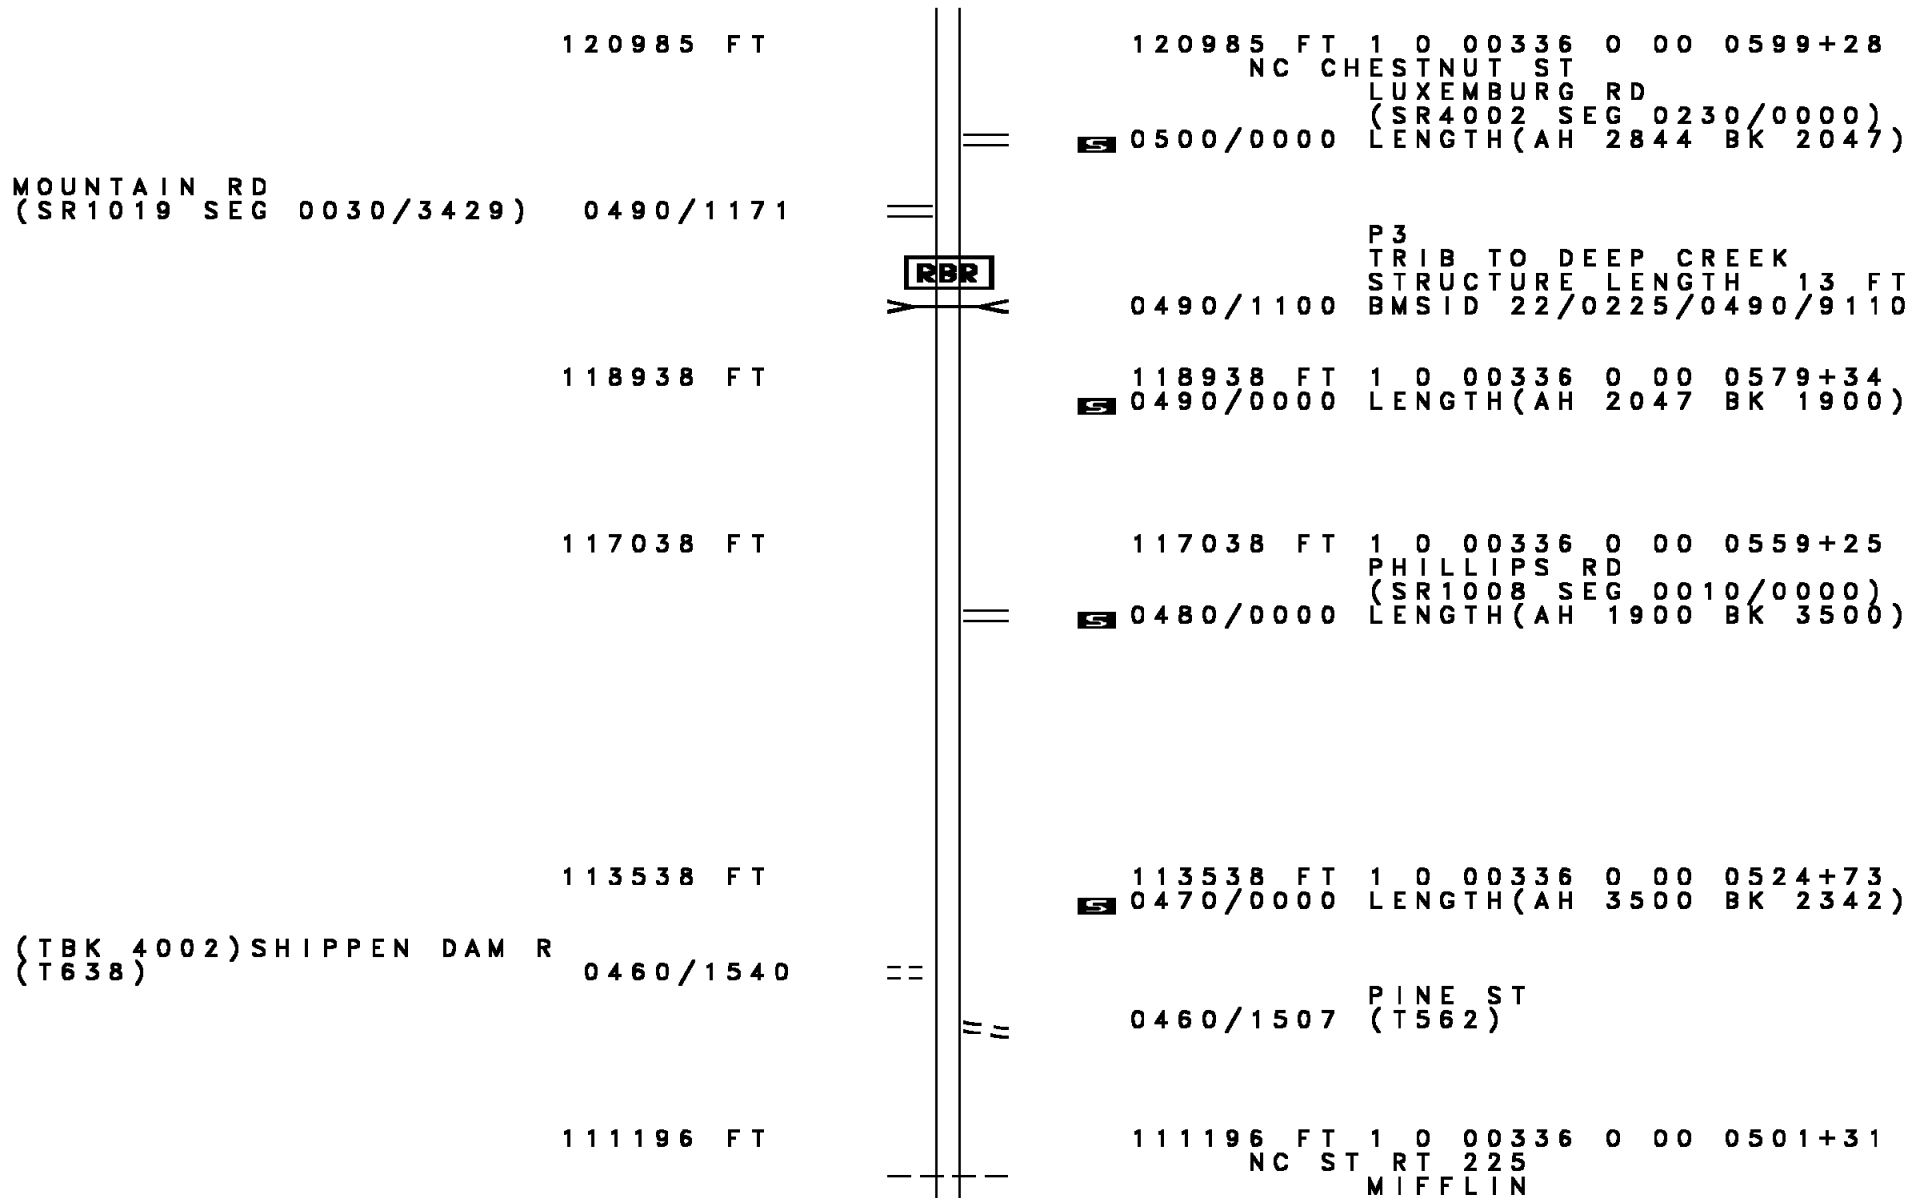 120985 FT 120985 FT 1 0 00336 0 00 0599+28
NC CHESTNUT ST
LUXEMBURG RD
(SR4002 SEG 0230/0000)
S 0500/0000 LENGTH(AH 2844 BK 2047)
MOUNTAIN RD
(SR1019 SEG 0030/3429) 0490/1171
P3
TRIB TO DEEP CREEK
RBR
STRUCTURE LENGTH 13 FT
0490/1100 BMSID 22/0225/0490/9110
118938 FT 118938 FT 1 0 00336 0 00 0579+34
S 0490/0000 LENGTH(AH 2047 BK 1900)
117038 FT 117038 FT 1 0 00336 0 00 0559+25
PHILLIPS RD
(SR1008 SEG 0010/0000)
S 0480/0000 LENGTH(AH 1900 BK 3500)
113538 FT 113538 FT 1 0 00336 0 00 0524+73
S 0470/0000 LENGTH(AH 3500 BK 2342)
(TBK 4002)SHIPPEN DAM R
(T638) 0460/1540
PINE ST
0460/1507 (T562)
111196 FT 111196 FT 1 0 00336 0 00 0501+31
NC ST RT 225
MIFFLIN